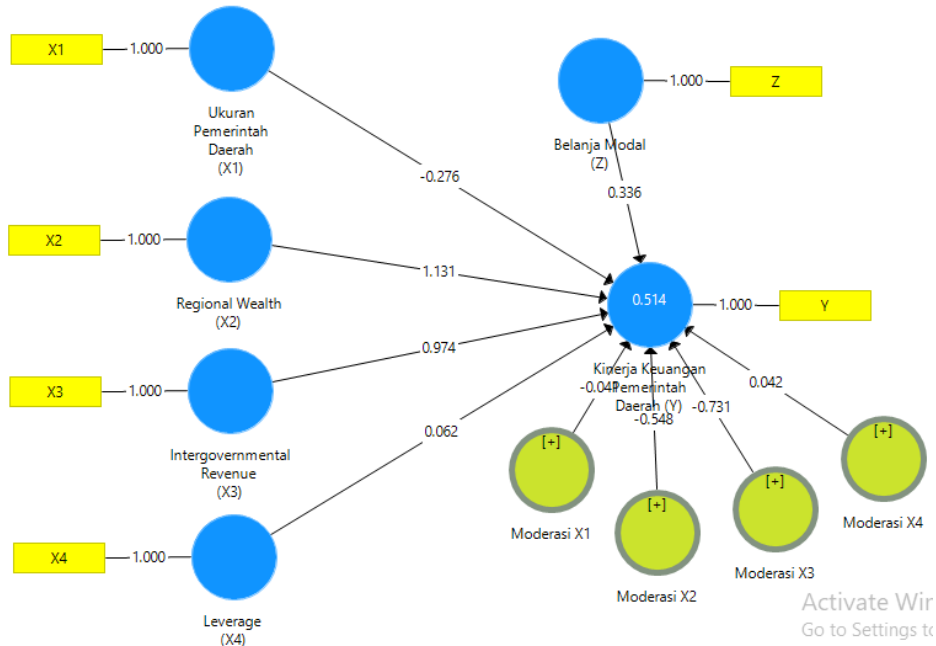 X1
1.000
Ukuran
Pemerintah
Daerah
(X1)
1.000
Z
Belanja Modal
(Z)
-0.276
0.336
X2
1.000
Regional Wealth
(X2)
1.131
0.514
1.000
Y
Kinerja Keuangan
Pemerintah
Daerah (Y)
X3
1.000
0.974
Intergovernmental
Revenue
(X3)
0.062
-0.548
-0.731
0.042
[+]
Moderasi X1
[+]
Moderasi X2
[+]
Moderasi X3
[+]
Moderasi X4
X4
1.000
Leverage
(X4)
Activate Wir
Go to Settings to